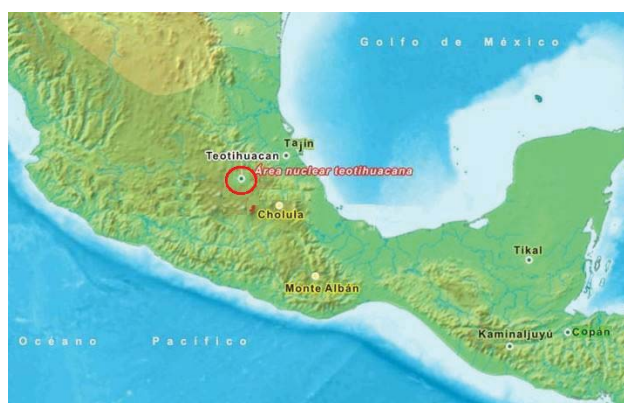 Golfo de México
Tajín
Teotihuacan
Área nuclear teotihuacana
Cholula
Tikal
Monte Albán
Kaminaljuyú
Copán
Océano Pacífico